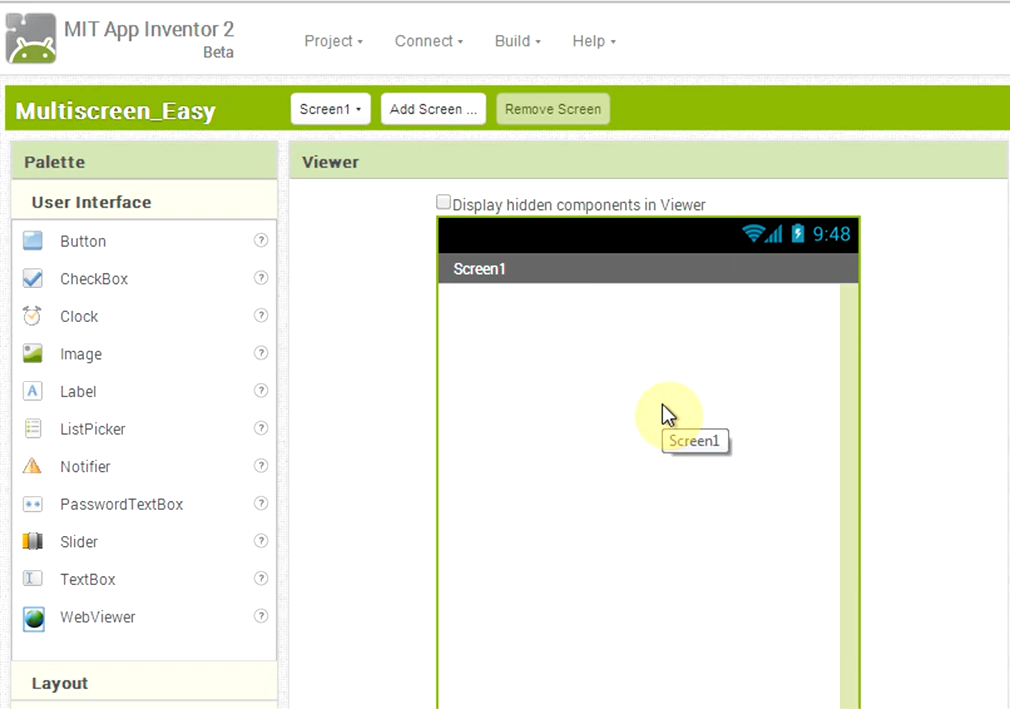 MIT App Inventor 2
Beta
Project Connect Build Help
Multiscreen_Easy Screen1 Add Screen ... Remove Screen
Palette
Viewer
User Interface
Display hidden components in Viewer
9:48
Screen1
Button ?
CheckBox ?
Clock ?
Image ?
A Label ?
ListPicker ?
Screen1
Notifier ?
PasswordTextBox ?
Slider ?
TextBox ?
WebViewer ?
Layout